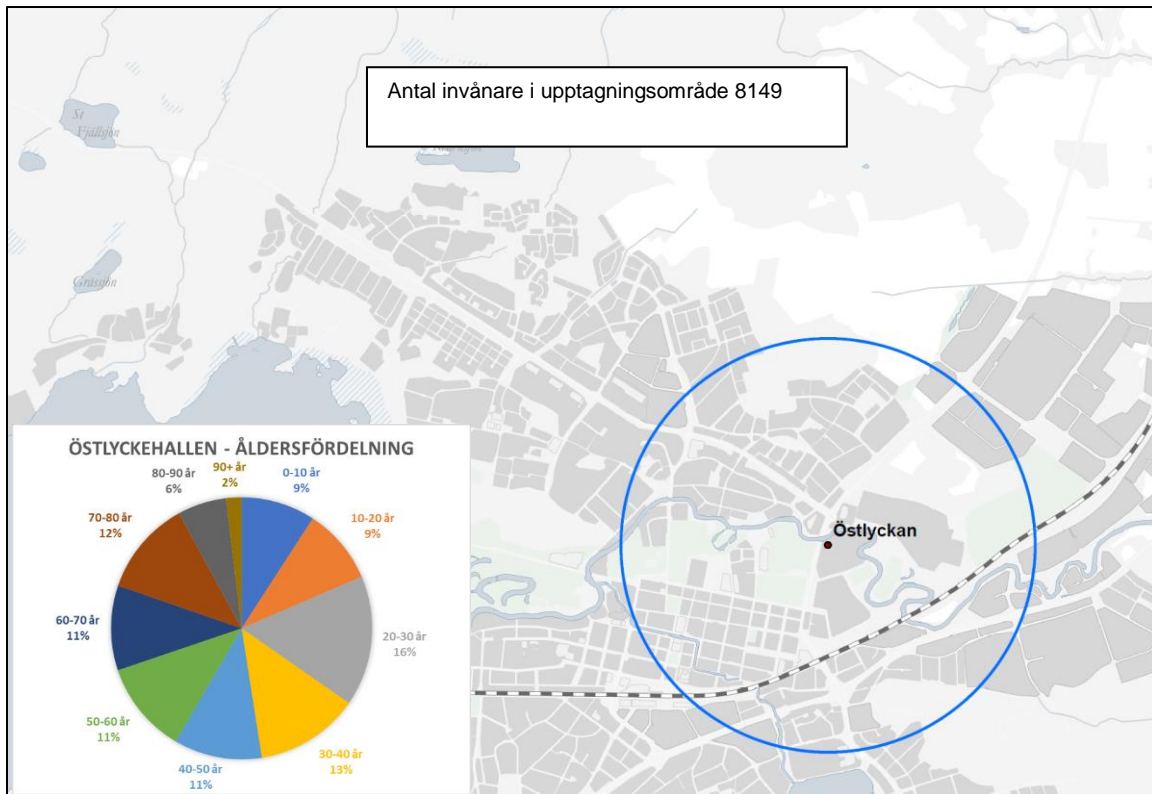 Antal invånare i upptagningsområde 8149
St
Fjällsjön
Gråssjön
Östlyckan
ÖSTLYCKEHALLEN - ÅLDERSFÖRDELNING
90+ år
2%
0-10 år
9%
10-20 år
9%
20-30 år
16%
30-40 år
13%
40-50 år
11%
50-60 år
11%
60-70 år
11%
70-80 år
12%
80-90 år
6%